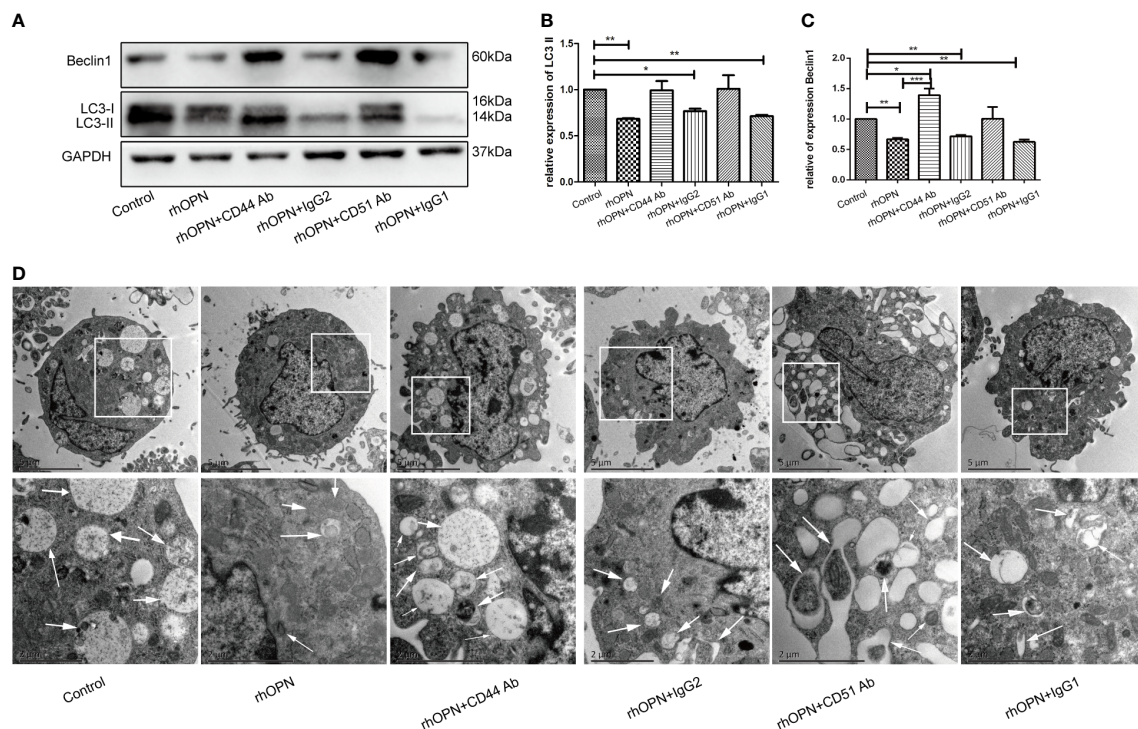 A
Beclin1
60kDa
LC3-I
16kDa
LC3-II
14kDa
GAPDH
37kDa
Control
rhOPN
rhOPN+CD44 Ab
rhOPN+IgG2
rhOPN+CD51 Ab
rhOPN+IgG1
B
relative expression of LC3 II
1.5
1.0
0.5
0.0
**
**
*
Control
rhOPN
rhOPN+CD44 Ab
rhOPN+IgG2
rhOPN+CD51 Ab
rhOPN+IgG1
C
relative of expression Beclin1
2.0
1.5
1.0
0.5
0.0
**
**
*
***
**
Control
rhOPN
rhOPN+CD44 Ab
rhOPN+IgG2
rhOPN+CD51 Ab
rhOPN+IgG1
D
5 μm
5 μm
5 μm
5 μm
5 μm
5 μm
2 μm
2 μm
2 μm
2 μm
2 μm
2 μm
Control
rhOPN
rhOPN+CD44 Ab
rhOPN+IgG2
rhOPN+CD51 Ab
rhOPN+IgG1